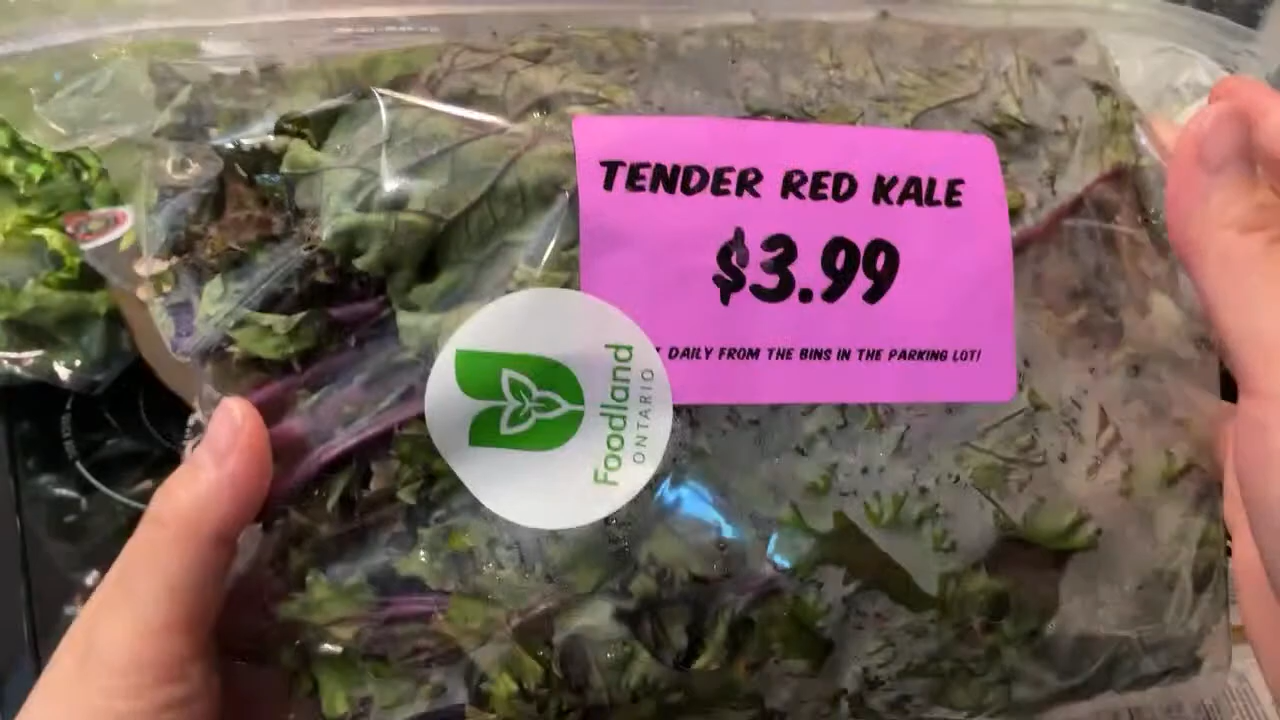 TENDER RED KALE
$3.99
DAILY FROM THE BINS IN THE PARKING LOT!
Foodland
ONTARIO